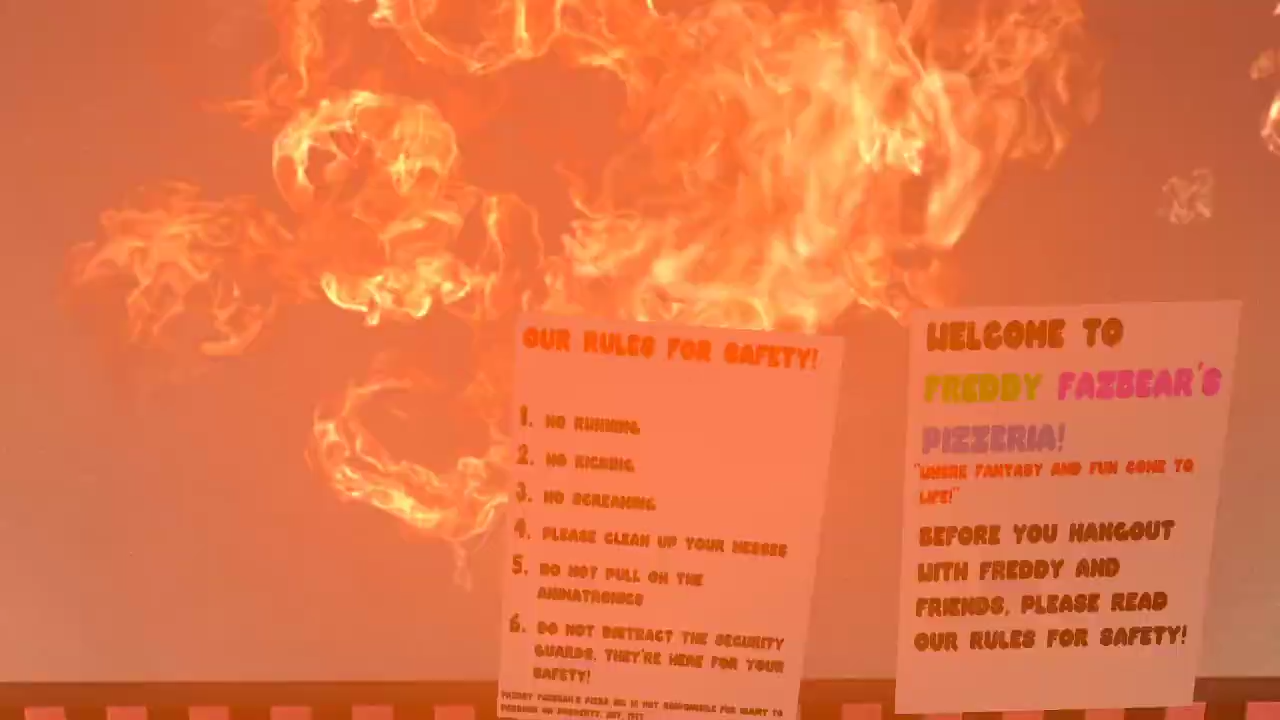 OUR RULES FOR SAFETY!
1. NO RUNNING
2. NO KICKING
3. NO SCREAMING
4. PLEASE CLEAN UP YOUR MESSES
5. DO NOT PULL ON THE
ANIMATRONICS
6. DO NOT DISTRACT THE SECURITY
GUARDS. THEY'RE HERE FOR YOUR
SAFETY!
WELCOME TO
FREDDY FAZBEAR'S
PIZZERIA!
"WHERE FANTASY AND FUN COME TO
LIFE!"
BEFORE YOU HANGOUT
WITH FREDDY AND
FRIENDS, PLEASE READ
OUR RULES FOR SAFETY!